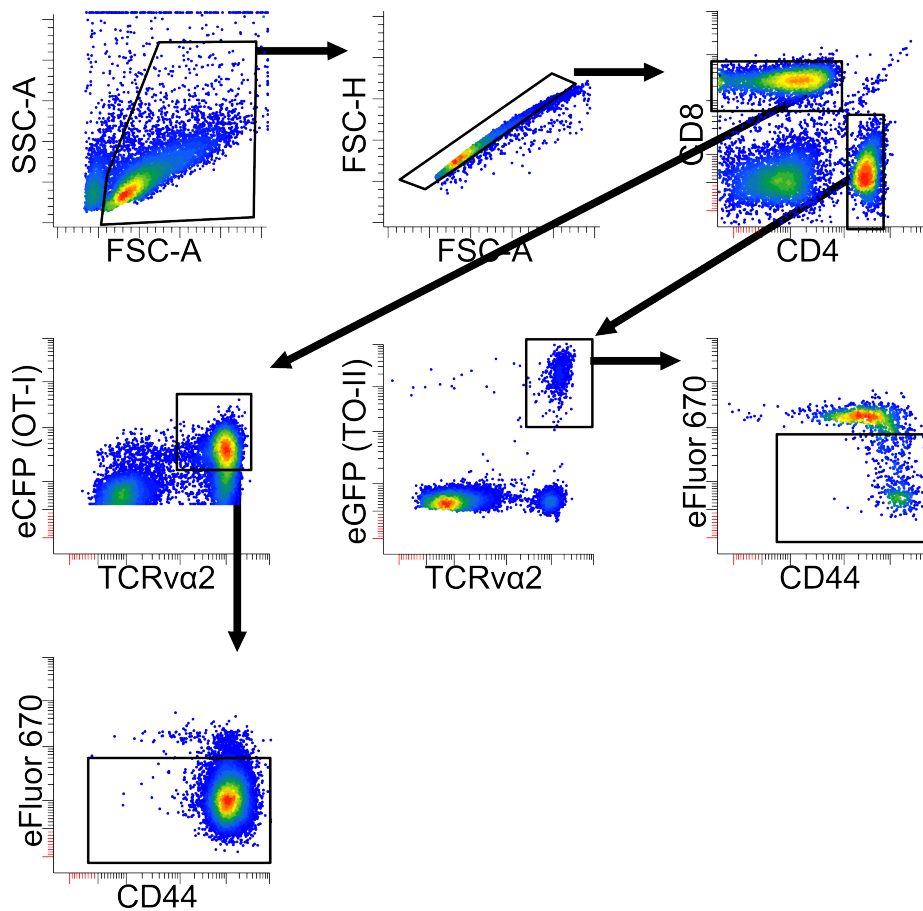 SSC-A
FSC-A
FSC-H
FSC-A
CD8
CD4
eCFP (OT-I)
TCRvα2
eGFP (TO-II)
TCRvα2
eFluor 670
CD44
eFluor 670
CD44